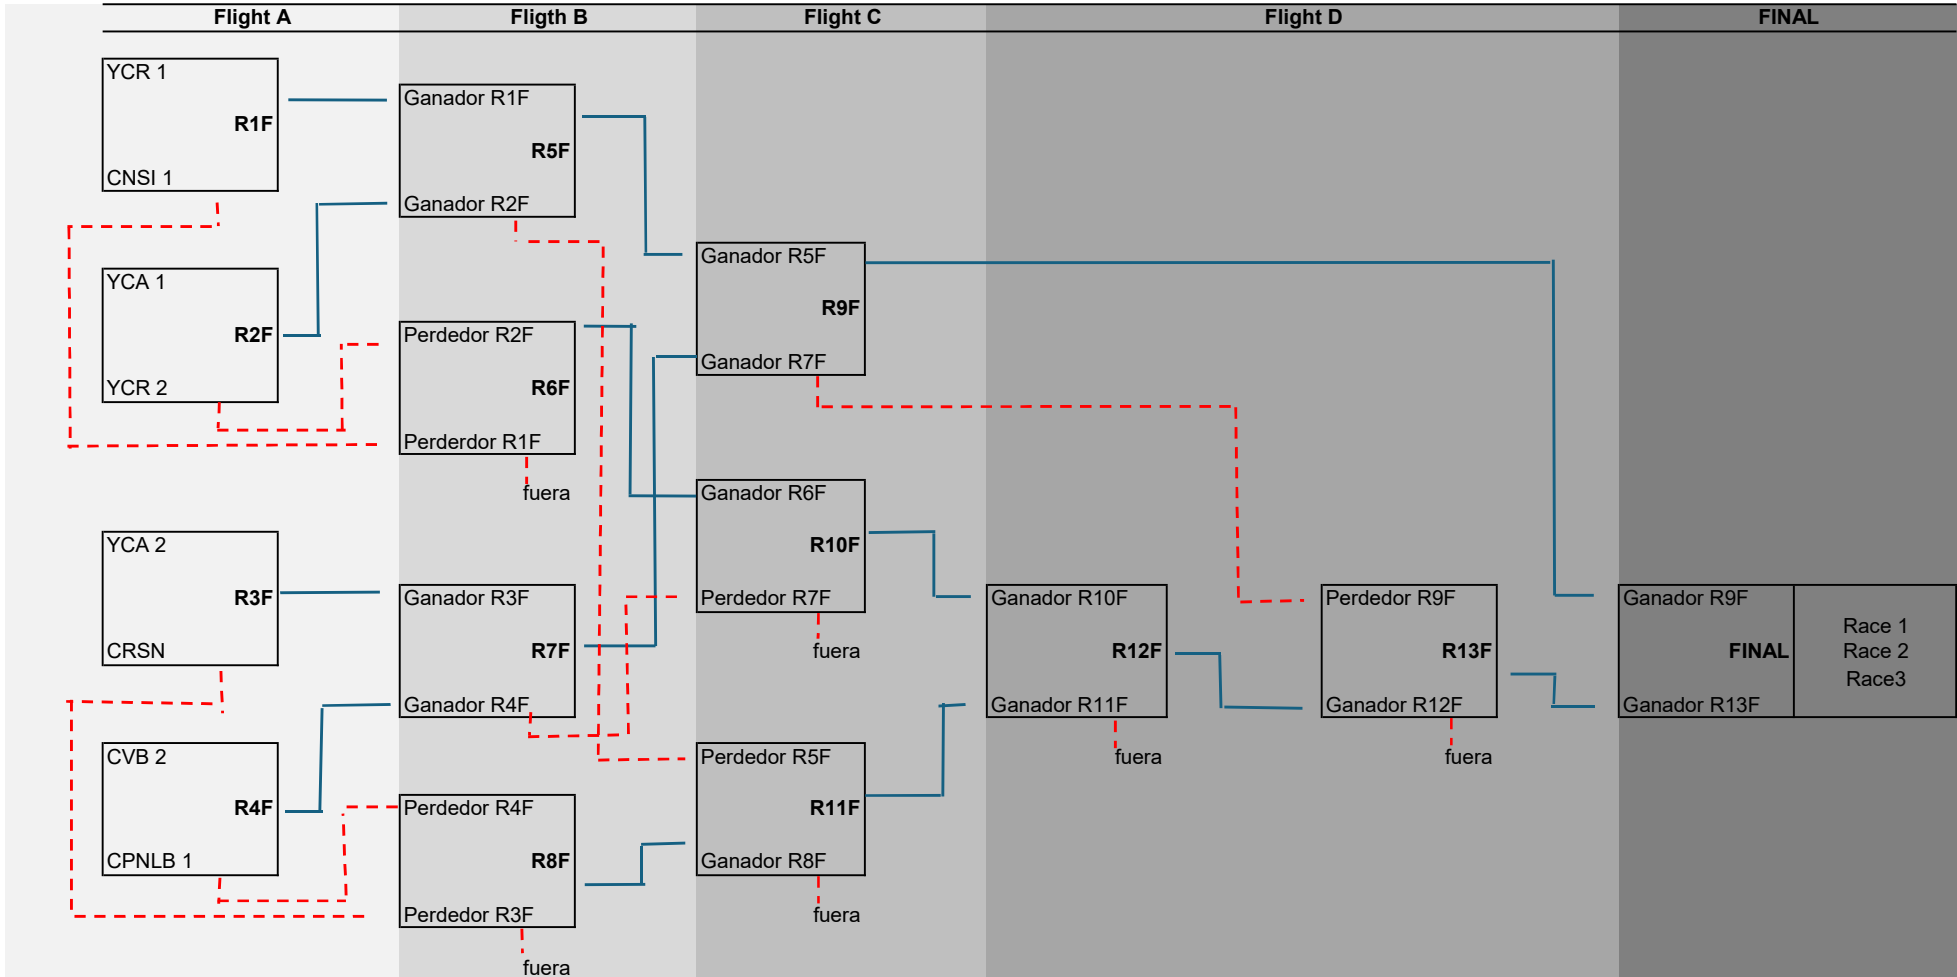 Flight A
Fligth B
Flight C
Flight D
FINAL
YCR 1
R1F
CNSI 1
YCA 1
R2F
YCR 2
YCA 2
R3F
CRSN
CVB 2
R4F
CPNLB 1
Ganador R1F
R5F
Ganador R2F
Perdedor R2F
R6F
Perderdor R1F
fuera
Ganador R3F
R7F
Ganador R4F
Perdedor R4F
R8F
Perdedor R3F
fuera
Ganador R5F
R9F
Ganador R7F
Ganador R6F
R10F
Perdedor R7F
fuera
Perdedor R5F
R11F
Ganador R8F
fuera
Ganador R10F
R12F
Ganador R11F
fuera
Perdedor R9F
R13F
Ganador R12F
fuera
Ganador R9F
FINAL
Ganador R13F
Race 1
Race 2
Race3